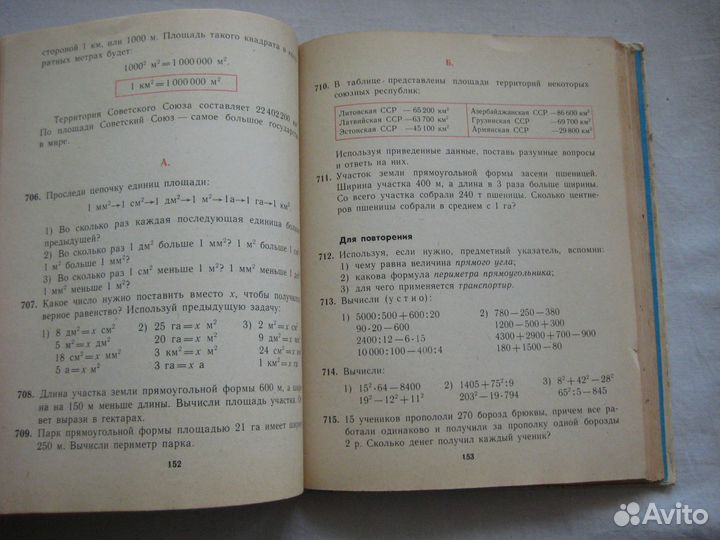 стороной 1 км, или 1000 м. Площадь такого квадрата в
ратных метрах будет:
1000² м² = 1 000 000 м².
1 км² = 1 000 000 м²
Территория Советского Союза составляет 22 402 200
По площади Советский Союз — самое большое государство
в мире.
А.
706. Проследи цепочку единиц площади:
1 мм²→1 см²→1 дм²→1 м²→1а→1 га→1 км².
1) Во сколько раз каждая последующая единица больше
предыдущей?
2) Во сколько раз 1 дм² больше 1 мм²? 1 м² больше
1 м² больше 1 мм²?
3) Во сколько раз 1 см² меньше 1 м²?
1 мм² меньше 1 м²?
707. Какое число нужно поставить вместо x, чтобы получить
верное равенство? Используй предыдущую задачу:
1) 8 дм²=x см² 2) 25 га=x м² 3) 2 м²=x см²
5 м²=x дм² 20 га=x м² 9 дм²=x
18 см²=x мм² 3 км²=x м² 24 см²=x
5 а=x м² 3 га=x а 1 км²=x
708. Длина участка земли прямоугольной формы 600 м, а
на на 150 м меньше длины. Вычисли площадь участка.
вет вырази в гектарах.
709. Парк прямоугольной формы площадью 21 га имеет
250 м. Вычисли периметр парка.
152
Б.
710. В таблице представлены площади территорий некоторых
союзных республик:
Литовская ССР — 65 200 км² Азербайджанская ССР — 86 600 км²
Латвийская ССР — 63 700 км² Грузинская ССР — 69 700 км²
Эстонская ССР — 45 100 км² Армянская ССР — 29 800 км²
Используя приведенные данные, поставь разумные вопросы
и ответь на них.
711. Участок земли прямоугольной формы засеян пшеницей.
Ширина участка 400 м, а длина в 3 раза больше ширины.
Со всего участка собрали 240 т пшеницы. Сколько центне-
ров пшеницы собрали в среднем с 1 га?
Для повторения
712. Используя, если нужно, предметный указатель, вспомни:
1) чему равна величина прямого угла;
2) какова формула периметра прямоугольника;
3) для чего применяется транспортир.
713. Вычисли (устно):
1) 5000:500+600:20 2) 780−250−380
90·20−600 1200−500+300
2400:12−6·15 4300+2900+700−900
10 000:100−400:4 180+1500−80
714. Вычисли:
1) 15²·64−8400 2) 1405+75²:9 3) 8²+42²−28²
19²−12²+11² 203²−19·794 65²:5−845
715. 15 учеников пропололи 270 борозд брюквы, причем все ра-
ботали одинаково и получили за прополку одной борозды
2 р. Сколько денег получил каждый ученик?
153
Avito